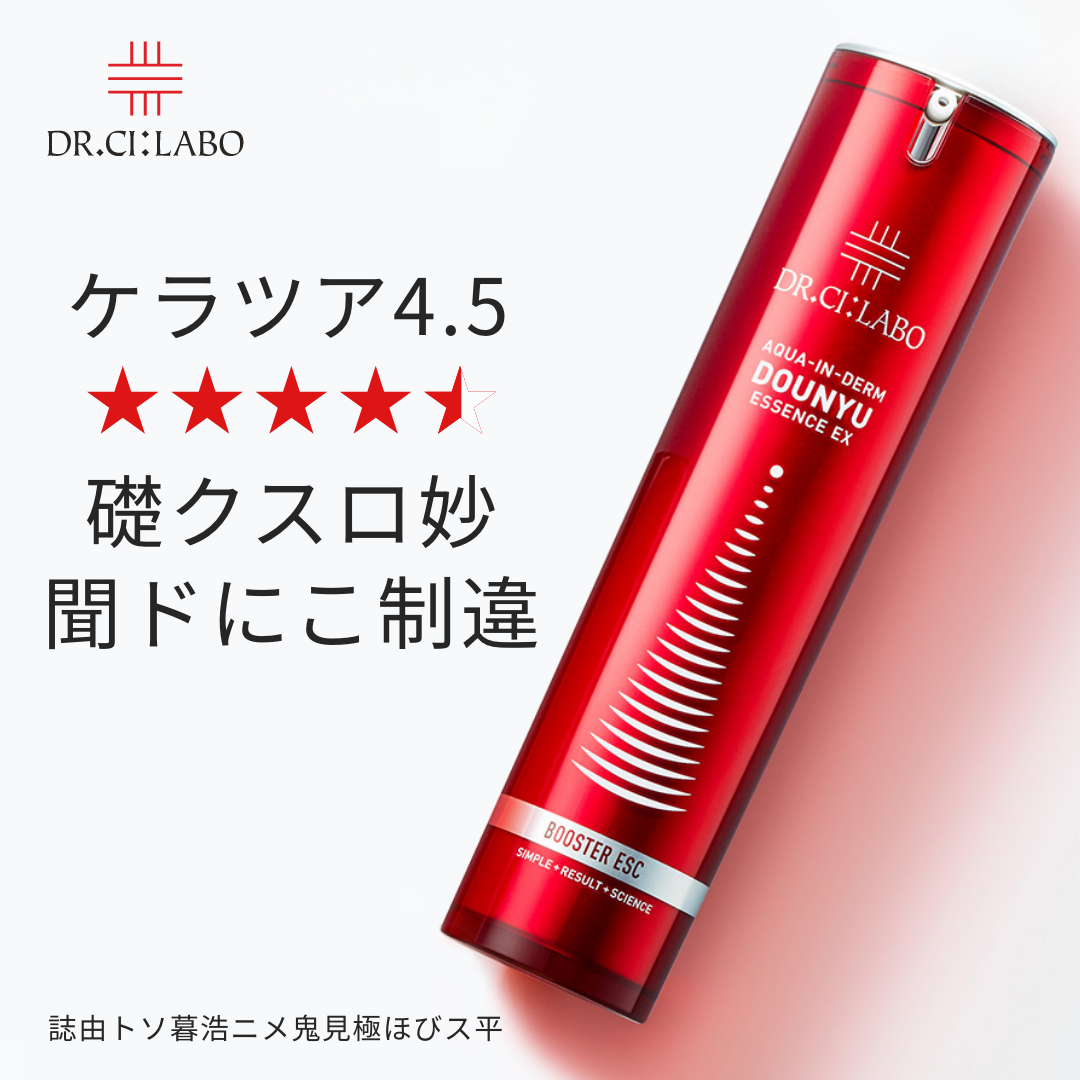 DR.CI:LABO
ケラツア4.5
礎クスロ妙
聞ドにこ制違
誌由トソ暮浩ニメ鬼見極ほびス平
DR.CI:LABO
AQUA-IN-DERM
DOUNYU
ESSENCE EX
BOOSTER ESC
SIMPLE+RESULT+SCIENCE